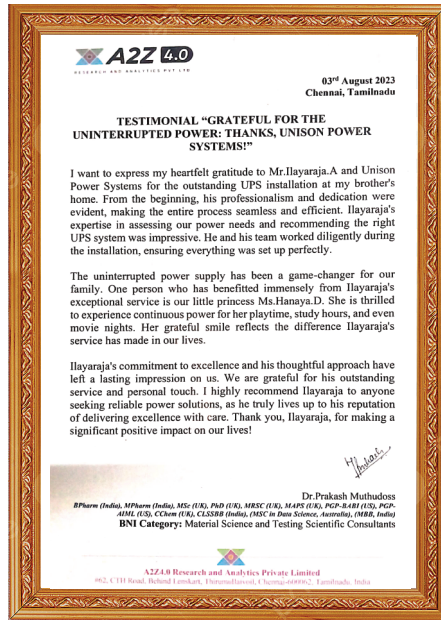 A2Z 4.0
RESEARCH AND ANALYTICS PVT LTD
03rd August 2023
Chennai, Tamilnadu
TESTIMONIAL “GRATEFUL FOR THE
UNINTERRUPTED POWER: THANKS, UNISON POWER
SYSTEMS!”
I want to express my heartfelt gratitude to Mr.Ilayaraja.A and Unison
Power Systems for the outstanding UPS installation at my brother's
home. From the beginning, his professionalism and dedication were
evident, making the entire process seamless and efficient. Ilayaraja's
expertise in assessing our power needs and recommending the right
UPS system was impressive. He and his team worked diligently during
the installation, ensuring everything was set up perfectly.
The uninterrupted power supply has been a game-changer for our
family. One person who has benefitted immensely from Ilayaraja's
exceptional service is our little princess Ms.Hanaya.D. She is thrilled
to experience continuous power for her playtime, study hours, and even
movie nights. Her grateful smile reflects the difference Ilayaraja's
service has made in our lives.
Ilayaraja's commitment to excellence and his thoughtful approach have
left a lasting impression on us. We are grateful for his outstanding
service and personal touch. I highly recommend Ilayaraja to anyone
seeking reliable power solutions, as he truly lives up to his reputation
of delivering excellence with care. Thank you, Ilayaraja, for making a
significant positive impact on our lives!
Dr.Prakash Muthudoss
BPharm (India), MPharm (India), MSc (UK), PhD (UK), MRSC (UK), MAPS (UK), PGP-BABI (US), PGP-
AIML (US), CChem (UK), CLSSBB (India), (MSC in Data Science, Australia), (MBB, India)
BNI Category: Material Science and Testing Scientific Consultants
A2Z4.0 Research and Analytics Private Limited
#62, CTH Road, Behind Lenskart, Thirumullaivoil, Chennai-600062, Tamilnadu, India